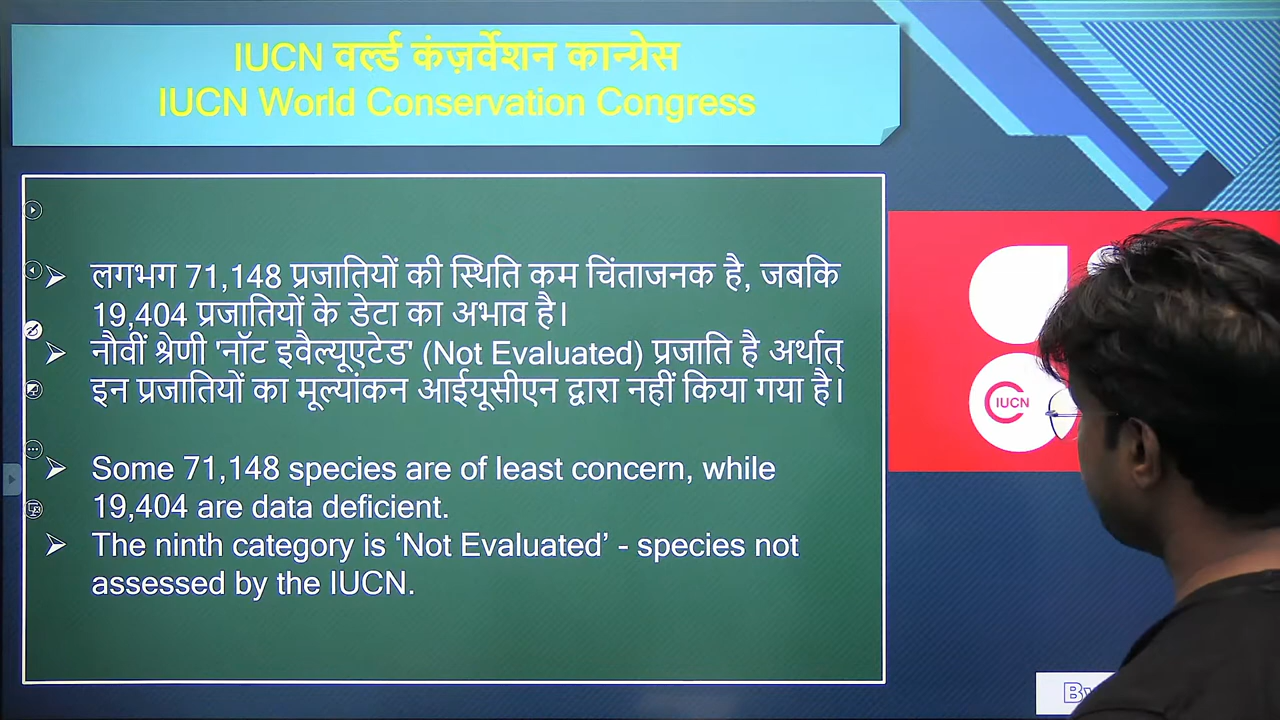 IUCN वर्ल्ड कंज़र्वेशन कान्ग्रेस
IUCN World Conservation Congress
लगभग 71,148 प्रजातियों की स्थिति कम चिंताजनक है, जबकि
19,404 प्रजातियों के डेटा का अभाव है।
नौवीं श्रेणी 'नॉट इवैल्यूएटेड' (Not Evaluated) प्रजाति है अर्थात्
इन प्रजातियों का मूल्यांकन आईयूसीएन द्वारा नहीं किया गया है।
Some 71,148 species are of least concern, while
19,404 are data deficient.
The ninth category is ‘Not Evaluated’ - species not
assessed by the IUCN.
IUCN
By